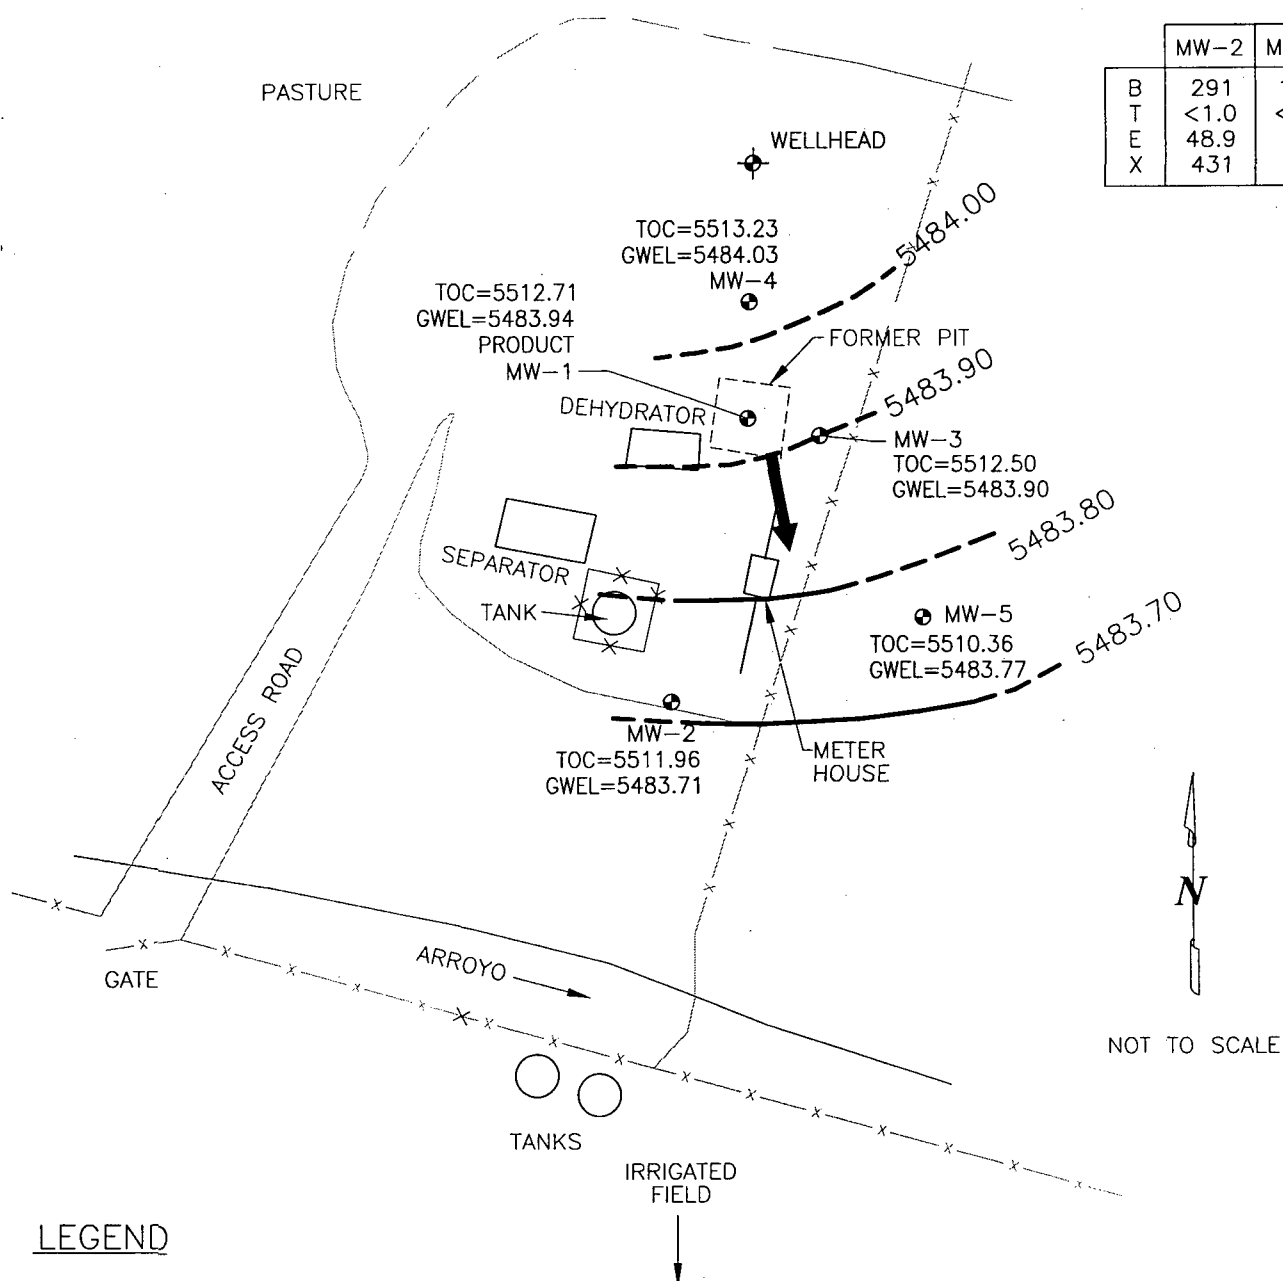 MW-2
B 291
T <1.0
E 48.9
X 431
PASTURE
WELLHEAD
TOC=5513.23
GWEL=5484.03
MW-4
5484.00
TOC=5512.71
GWEL=5483.94
PRODUCT
MW-1
FORMER PIT
5483.90
DEHYDRATOR
MW-3
TOC=5512.50
GWEL=5483.90
5483.80
SEPARATOR
TANK
MW-5
TOC=5510.36
GWEL=5483.77
5483.70
ACCESS ROAD
MW-2
TOC=5511.96
GWEL=5483.71
METER
HOUSE
N
ARROYO
GATE
NOT TO SCALE
TANKS
IRRIGATED
FIELD
LEGEND